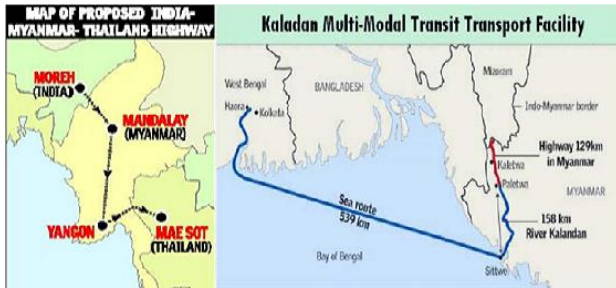 MAP OF PROPOSED INDIA-
MYANMAR- THAILAND HIGHWAY
MOREH
(INDIA)
MANDALAY
(MYANMAR)
YANGON
MAE SOT
(THAILAND)
Kaladan Multi-Modal Transit Transport Facility
West Bengal
BANGLADESH
Mizoram
Haora
Kolkata
Indo-Myanmar border
Highway 129km
in Myanmar
Kaletwa
Paletwa
MYANMAR
Sea route
539 km
158 km
River Kalandan
Bay of Bengal
Sittwe